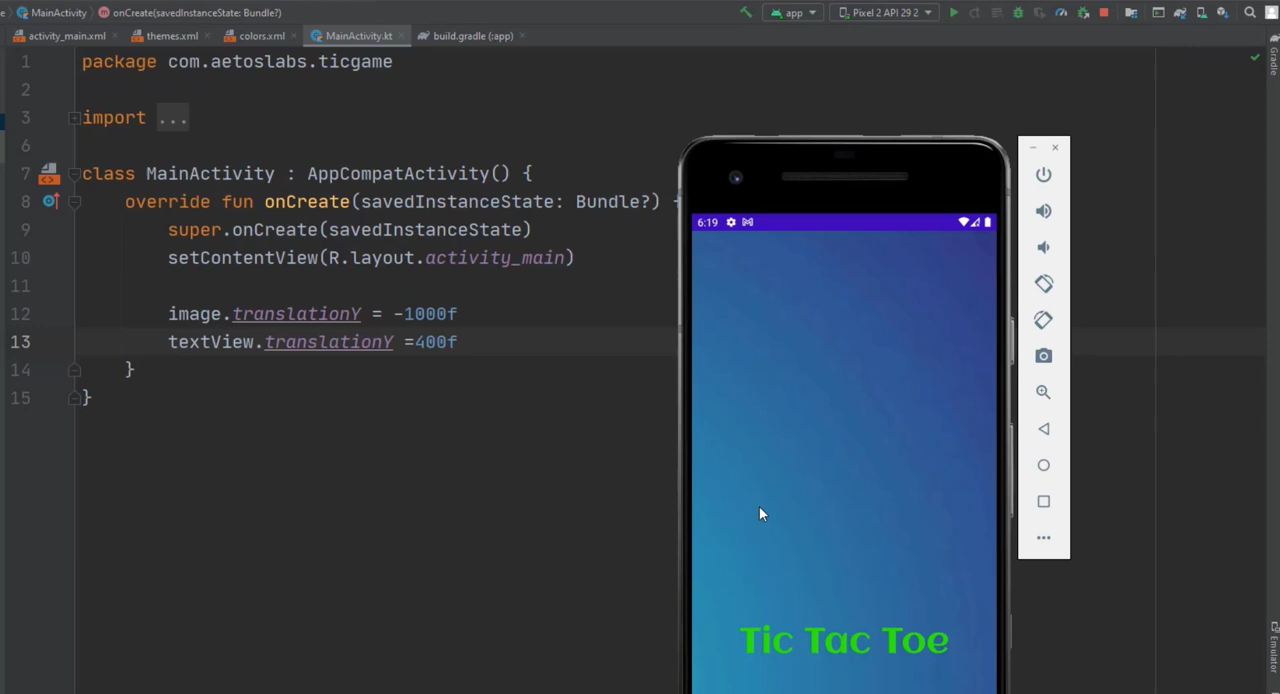 MainActivity onCreate(savedInstanceState: Bundle?) app Pixel 2 API 29 2
activity_main.xml themes.xml colors.xml MainActivity.kt build.gradle (:app)
1 package com.aetoslabs.ticgame
2
3 import ...
6
7 class MainActivity : AppCompatActivity() {
8 override fun onCreate(savedInstanceState: Bundle?) {
9 super.onCreate(savedInstanceState)
10 setContentView(R.layout.activity_main)
11
12 image.translationY = -1000f
13 textView.translationY =400f
14 }
15 }
6:19
Tic Tac Toe
Gradle
Emulator